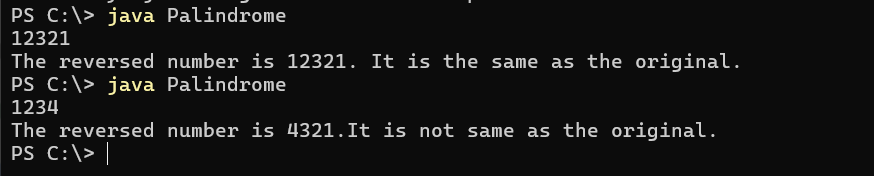 PS C:\> java Palindrome
12321
The reversed number is 12321. It is the same as the original.
PS C:\> java Palindrome
1234
The reversed number is 4321.It is not same as the original.
PS C:\>